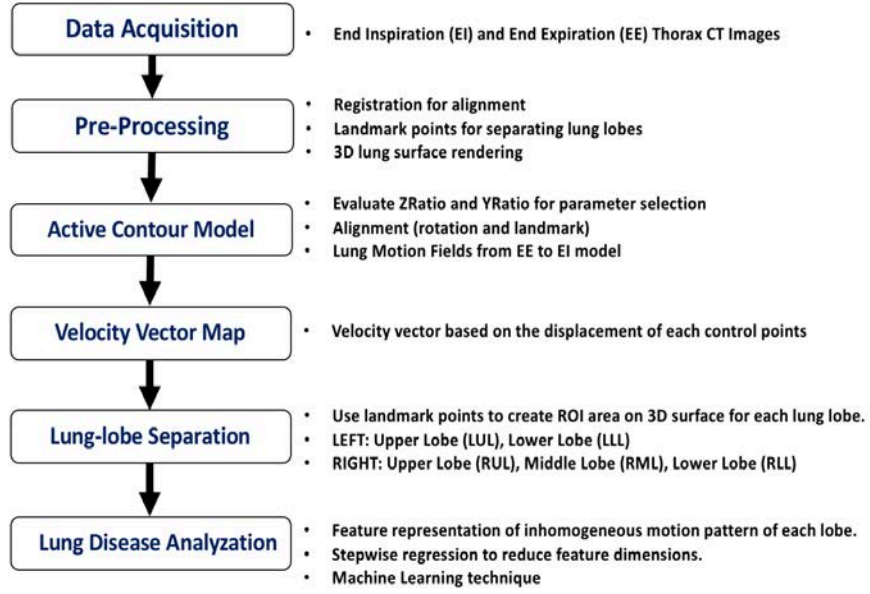 Data Acquisition
• End Inspiration (EI) and End Expiration (EE) Thorax CT Images
Pre-Processing
• Registration for alignment
• Landmark points for separating lung lobes
• 3D lung surface rendering
Active Contour Model
• Evaluate ZRatio and YRatio for parameter selection
• Alignment (rotation and landmark)
• Lung Motion Fields from EE to EI model
Velocity Vector Map
• Velocity vector based on the displacement of each control points
Lung-lobe Separation
• Use landmark points to create ROI area on 3D surface for each lung lobe.
• LEFT: Upper Lobe (LUL), Lower Lobe (LLL)
• RIGHT: Upper Lobe (RUL), Middle Lobe (RML), Lower Lobe (RLL)
Lung Disease Analyzation
• Feature representation of inhomogeneous motion pattern of each lobe.
• Stepwise regression to reduce feature dimensions.
• Machine Learning technique